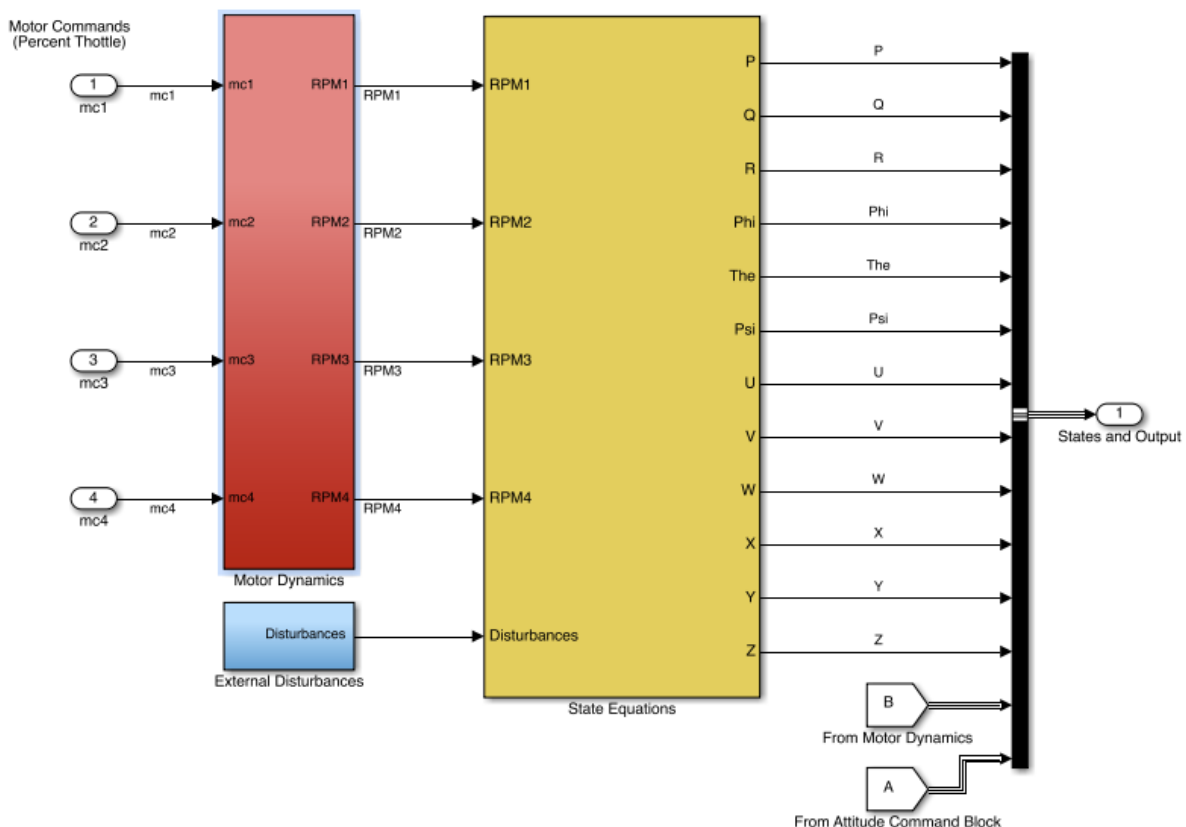 Motor Commands
(Percent Thottle)
1
mc1
mc1
mc1
RPM1
RPM1
RPM1
2
mc2
mc2
mc2
RPM2
RPM2
RPM2
3
mc3
mc3
mc3
RPM3
RPM3
RPM3
4
mc4
mc4
mc4
RPM4
RPM4
RPM4
Motor Dynamics
Disturbances
External Disturbances
Disturbances
State Equations
P
P
Q
Q
R
R
Phi
Phi
The
The
Psi
Psi
U
U
V
V
W
W
X
X
Y
Y
Z
Z
B
From Motor Dynamics
A
From Attitude Command Block
1
States and Output